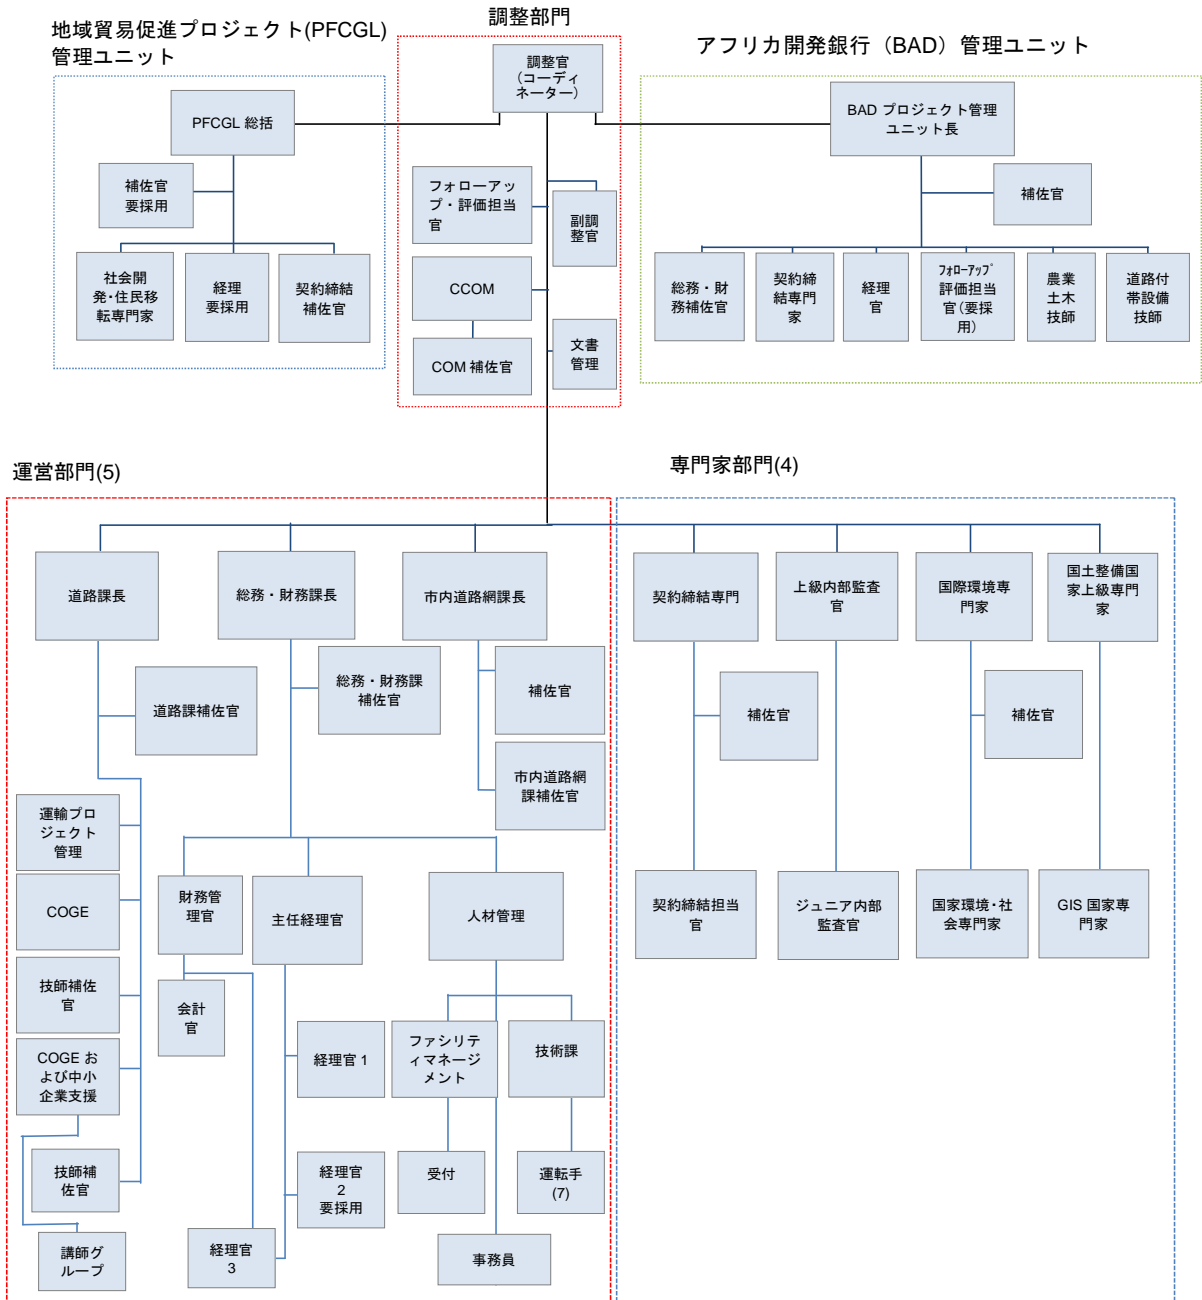 地域貿易促進プロジェクト(PFCGL)
管理ユニット
調整部門
アフリカ開発銀行（BAD）管理ユニット
調整官
（コーディ
ネーター）
PFCGL 総括
BAD プロジェクト管理
ユニット長
補佐官
要採用
フォローアッ
プ・評価担当
官
副調
整官
補佐官
社会開
発・住民移
転専門家
経理
要採用
契約締結
補佐官
CCOM
COM 補佐官
文書
管理
総務・財
務補佐官
契約締
結専門
家
経理
官
ﾌｫﾛｰｱｯﾌﾟ
評価担当
官(要採
用)
農業
土木
技師
道路付
帯設備
技師
運営部門(5)
専門家部門(4)
道路課長
総務・財務課長
市内道路網課長
契約締結専門
上級内部監査
官
国際環境専
門家
国土整備国
家上級専門
家
道路課補佐官
総務・財務課
補佐官
補佐官
市内道路網
課補佐官
補佐官
補佐官
運輸プロ
ジェクト
管理
COGE
技師補佐
官
COGE お
よび中小
企業支援
技師補
佐官
講師グ
ループ
財務管
理官
主任経理官
人材管理
会計
官
経理官 1
経理官
2
要採用
経理官
3
ファシリテ
ィマネージ
メント
技術課
受付
運転手
(7)
事務員
契約締結担当
官
ジュニア内部
監査官
国家環境・社
会専門家
GIS 国家専
門家